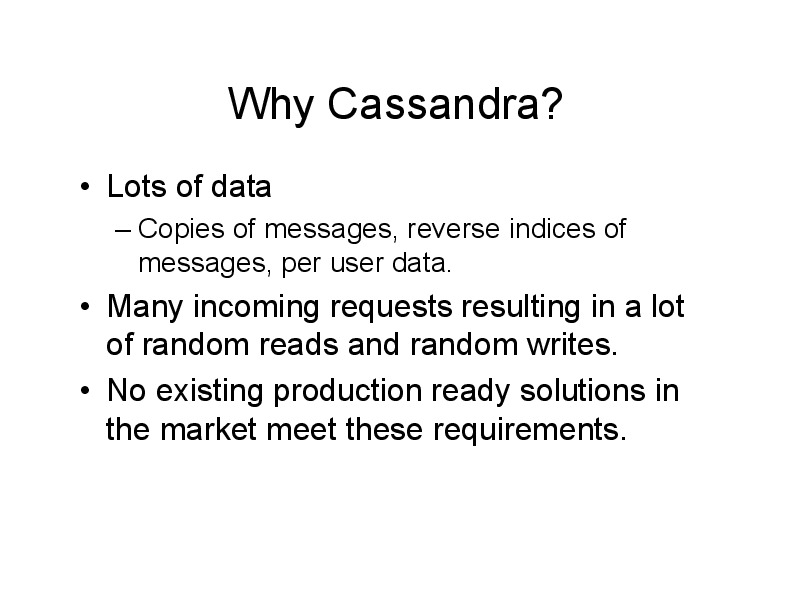 Why Cassandra?
• Lots of data
– Copies of messages, reverse indices of
messages, per user data.
• Many incoming requests resulting in a lot
of random reads and random writes.
• No existing production ready solutions in
the market meet these requirements.